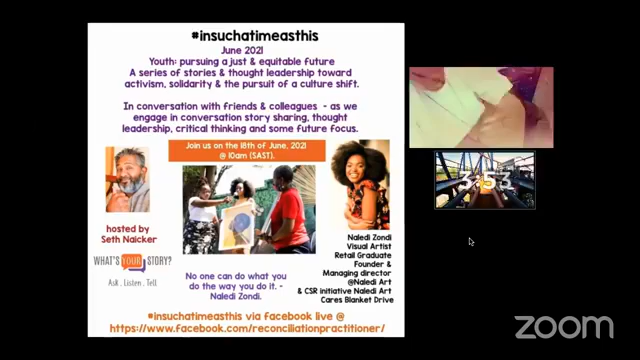 #insuchatimeasthis
June 2021
Youth: pursuing a just & equitable future
A series of stories & thought leadership toward
activism, solidarity & the pursuit of a culture shift.
In conversation with friends & colleagues - as we
engage in conversation story sharing, thought
leadership, critical thinking and some future focus.
Join us on the 18th of June, 2021
@ 10am (SAST).
hosted by
Seth Naicker
WHAT'S YOUR STORY?
Ask . Listen . Tell
No one can do what you
do the way you do it. -
Naledi Zondi.
Naledi Zondi
Visual Artist
Retail Graduate
Founder &
Managing director
@Naledi Art
& CSR initiative Naledi Art
Cares Blanket Drive
#insuchatimeasthis via facebook live @
https://www.facebook.com/reconciliationpractitioner/
3:53
zoom